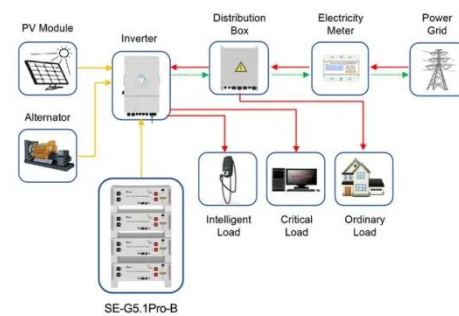 PV Module
Inverter
Distribution
Box
Electricity
Meter
Power
Grid
Alternator
Intelligent
Load
Critical
Load
Ordinary
Load
SE-G5.1Pro-B